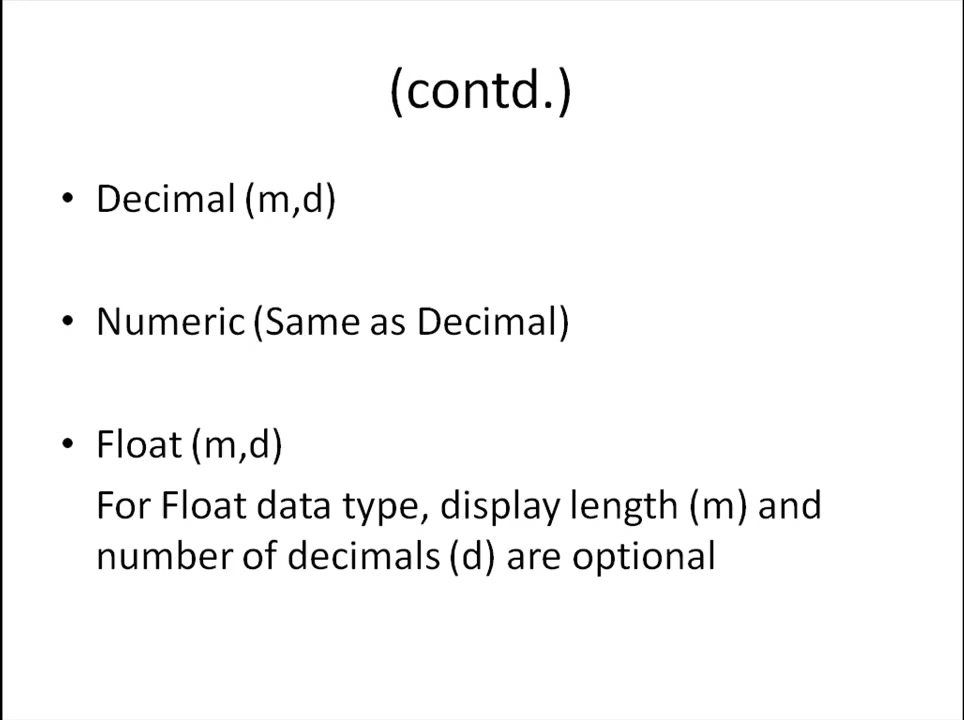 (contd.)
• Decimal (m,d)
• Numeric (Same as Decimal)
• Float (m,d)
For Float data type, display length (m) and
number of decimals (d) are optional